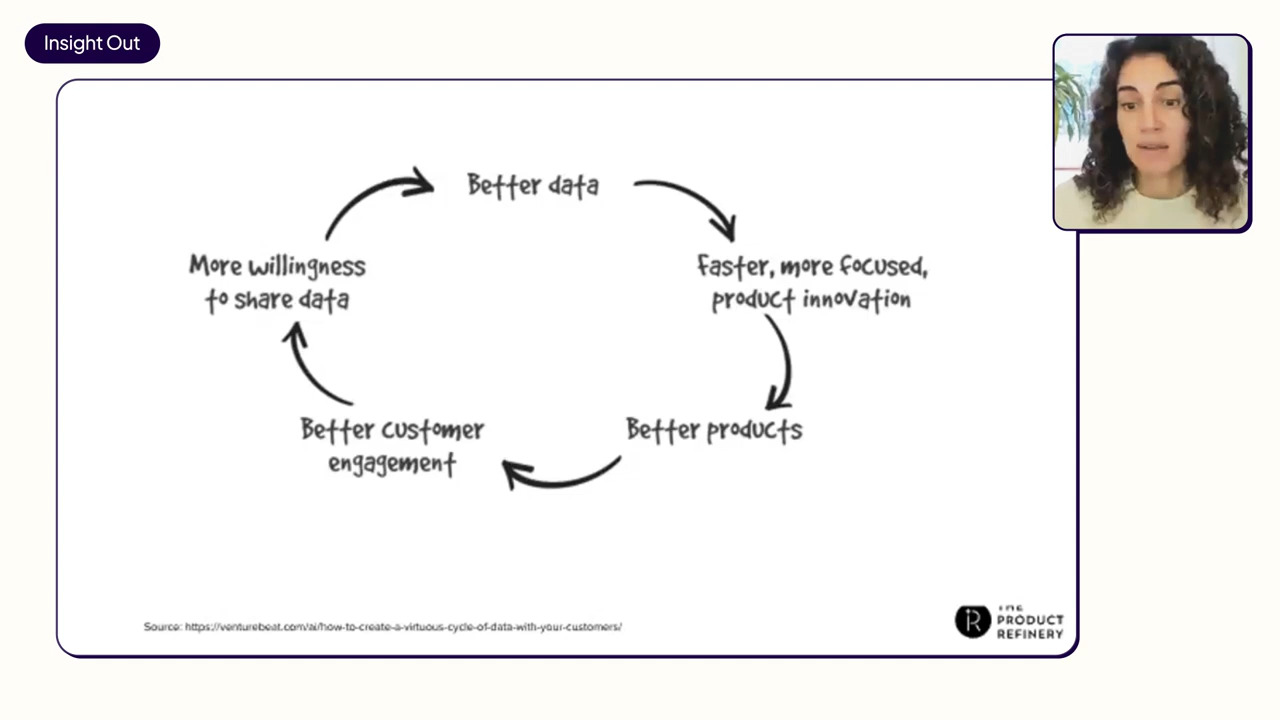 Insight Out
Better data
More willingness
to share data
Faster, more focused,
product innovation
Better customer
engagement
Better products
Source: https://venturebeat.com/ai/how-to-create-a-virtuous-cycle-of-data-with-your-customers/
THE
PRODUCT
REFINERY